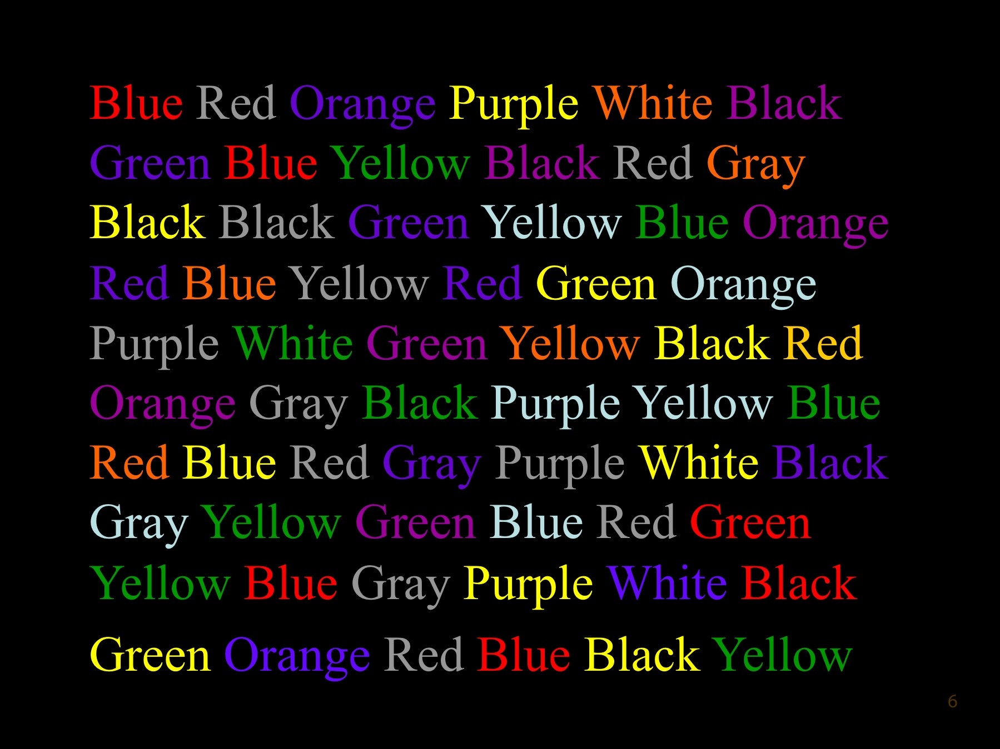 Blue Red Orange Purple White Black
Green Blue Yellow Black Red Gray
Black Black Green Yellow Blue Orange
Red Blue Yellow Red Green Orange
Purple White Green Yellow Black Red
Orange Gray Black Purple Yellow Blue
Red Blue Red Gray Purple White Black
Gray Yellow Green Blue Red Green
Yellow Blue Gray Purple White Black
Green Orange Red Blue Black Yellow
6